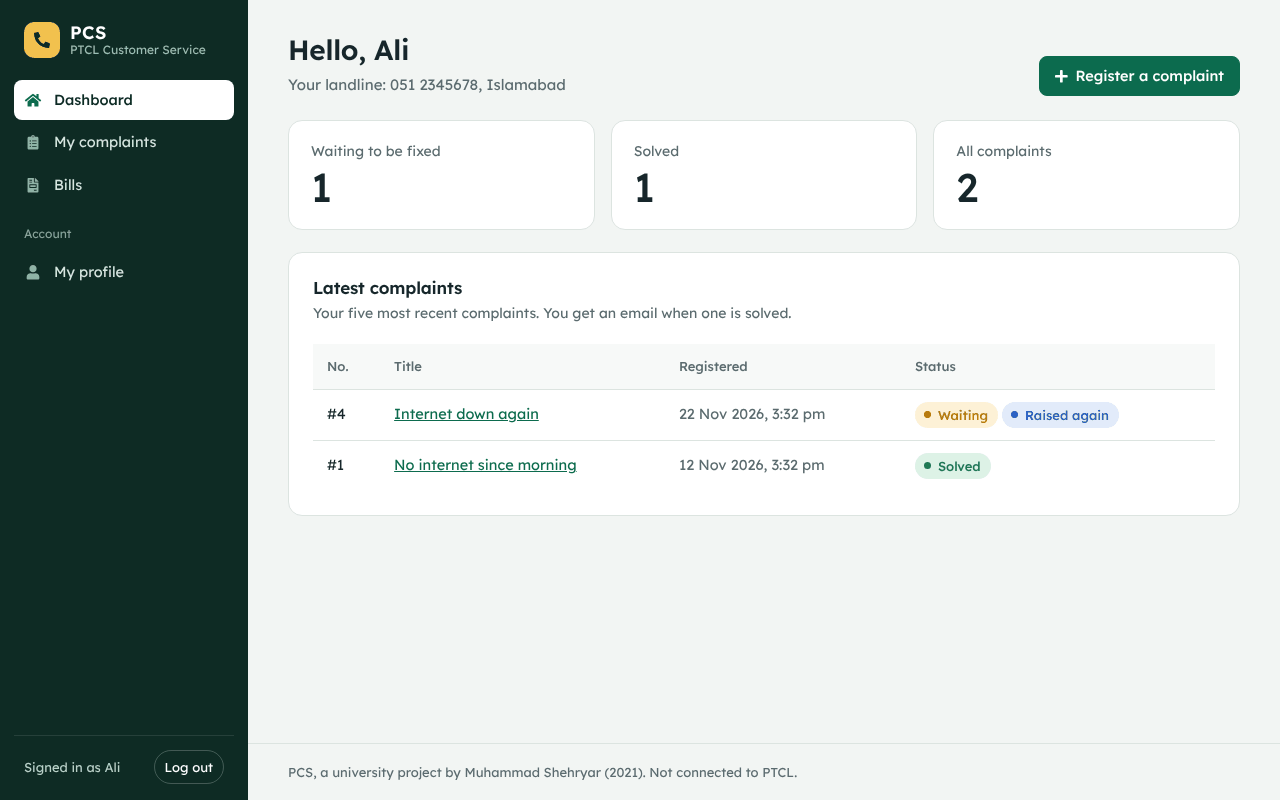 PCS
PTCL Customer Service
Dashboard
My complaints
Bills
Account
My profile
Signed in as Ali
Log out
Hello, Ali
Your landline: 051 2345678, Islamabad
Register a complaint
Waiting to be fixed
1
Solved
1
All complaints
2
Latest complaints
Your five most recent complaints. You get an email when one is solved.
No. Title Registered Status
#4 Internet down again 22 Nov 2026, 3:32 pm Waiting Raised again
#1 No internet since morning 12 Nov 2026, 3:32 pm Solved
PCS, a university project by Muhammad Shehryar (2021). Not connected to PTCL.